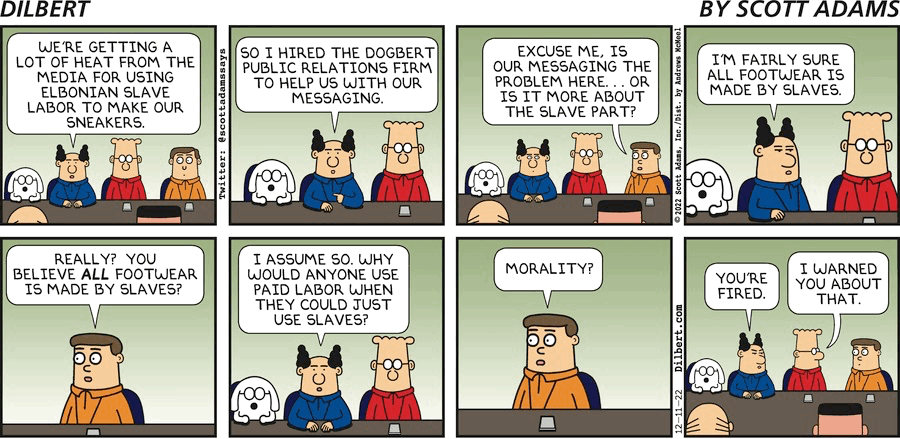 DILBERT
BY SCOTT ADAMS
WE'RE GETTING A
LOT OF HEAT FROM THE
MEDIA FOR USING
ELBONIAN SLAVE
LABOR TO MAKE OUR
SNEAKERS.
Twitter: @scottadamssays
SO I HIRED THE DOGBERT
PUBLIC RELATIONS FIRM
TO HELP US WITH OUR
MESSAGING.
EXCUSE ME, IS
OUR MESSAGING THE
PROBLEM HERE... OR
IS IT MORE ABOUT
THE SLAVE PART?
©2022 Scott Adams, Inc./Dist. by Andrews McMeel
I'M FAIRLY SURE
ALL FOOTWEAR IS
MADE BY SLAVES.
REALLY? YOU
BELIEVE ALL FOOTWEAR
IS MADE BY SLAVES?
I ASSUME SO. WHY
WOULD ANYONE USE
PAID LABOR WHEN
THEY COULD JUST
USE SLAVES?
MORALITY?
12-11-22 Dilbert.com
YOU'RE
FIRED.
I WARNED
YOU ABOUT
THAT.